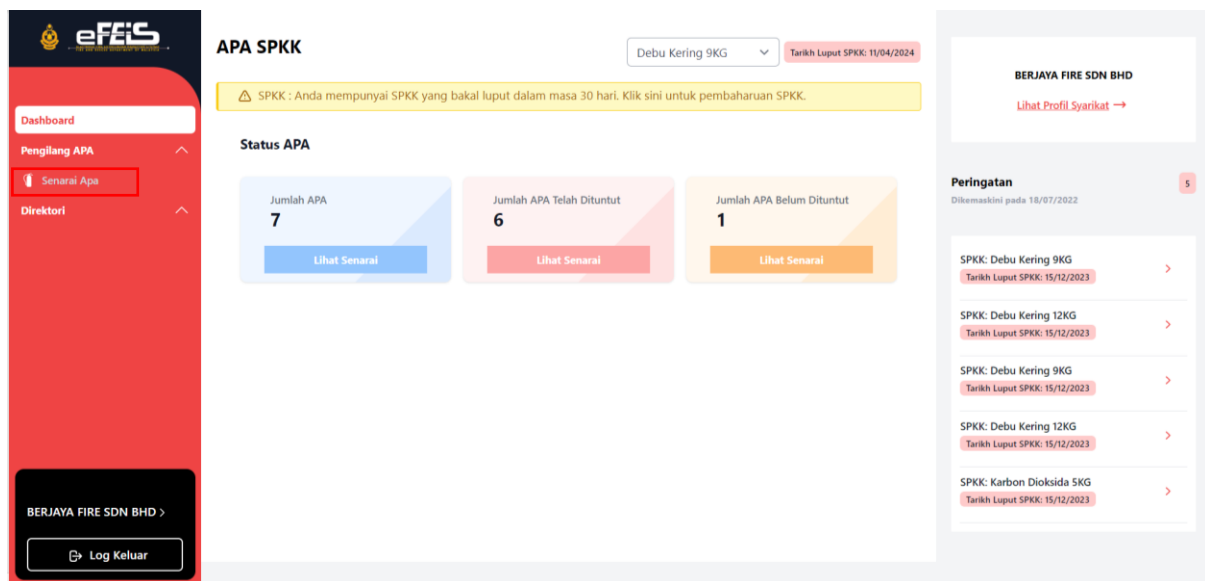 eFEiS
Dashboard
Pengilang APA
Senarai Apa
Direktori
BERJAYA FIRE SDN BHD >
Log Keluar
APA SPKK
Debu Kering 9KG
Tarikh Luput SPKK: 11/04/2024
SPKK : Anda mempunyai SPKK yang bakal luput dalam masa 30 hari. Klik sini untuk pembaharuan SPKK.
Status APA
Jumlah APA
7
Lihat Senarai
Jumlah APA Telah Dituntut
6
Lihat Senarai
Jumlah APA Belum Dituntut
1
Lihat Senarai
BERJAYA FIRE SDN BHD
Lihat Profil Syarikat →
Peringatan
5
Dikemaskini pada 18/07/2022
SPKK: Debu Kering 9KG
Tarikh Luput SPKK: 15/12/2023
SPKK: Debu Kering 12KG
Tarikh Luput SPKK: 15/12/2023
SPKK: Debu Kering 9KG
Tarikh Luput SPKK: 15/12/2023
SPKK: Debu Kering 12KG
Tarikh Luput SPKK: 15/12/2023
SPKK: Karbon Dioksida 5KG
Tarikh Luput SPKK: 15/12/2023